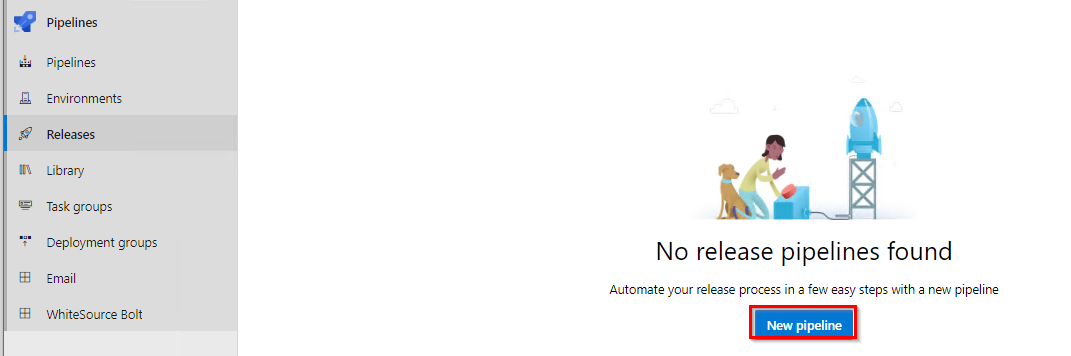 Pipelines
Pipelines
Environments
Releases
Library
Task groups
Deployment groups
Email
WhiteSource Bolt
No release pipelines found
Automate your release process in a few easy steps with a new pipeline
New pipeline